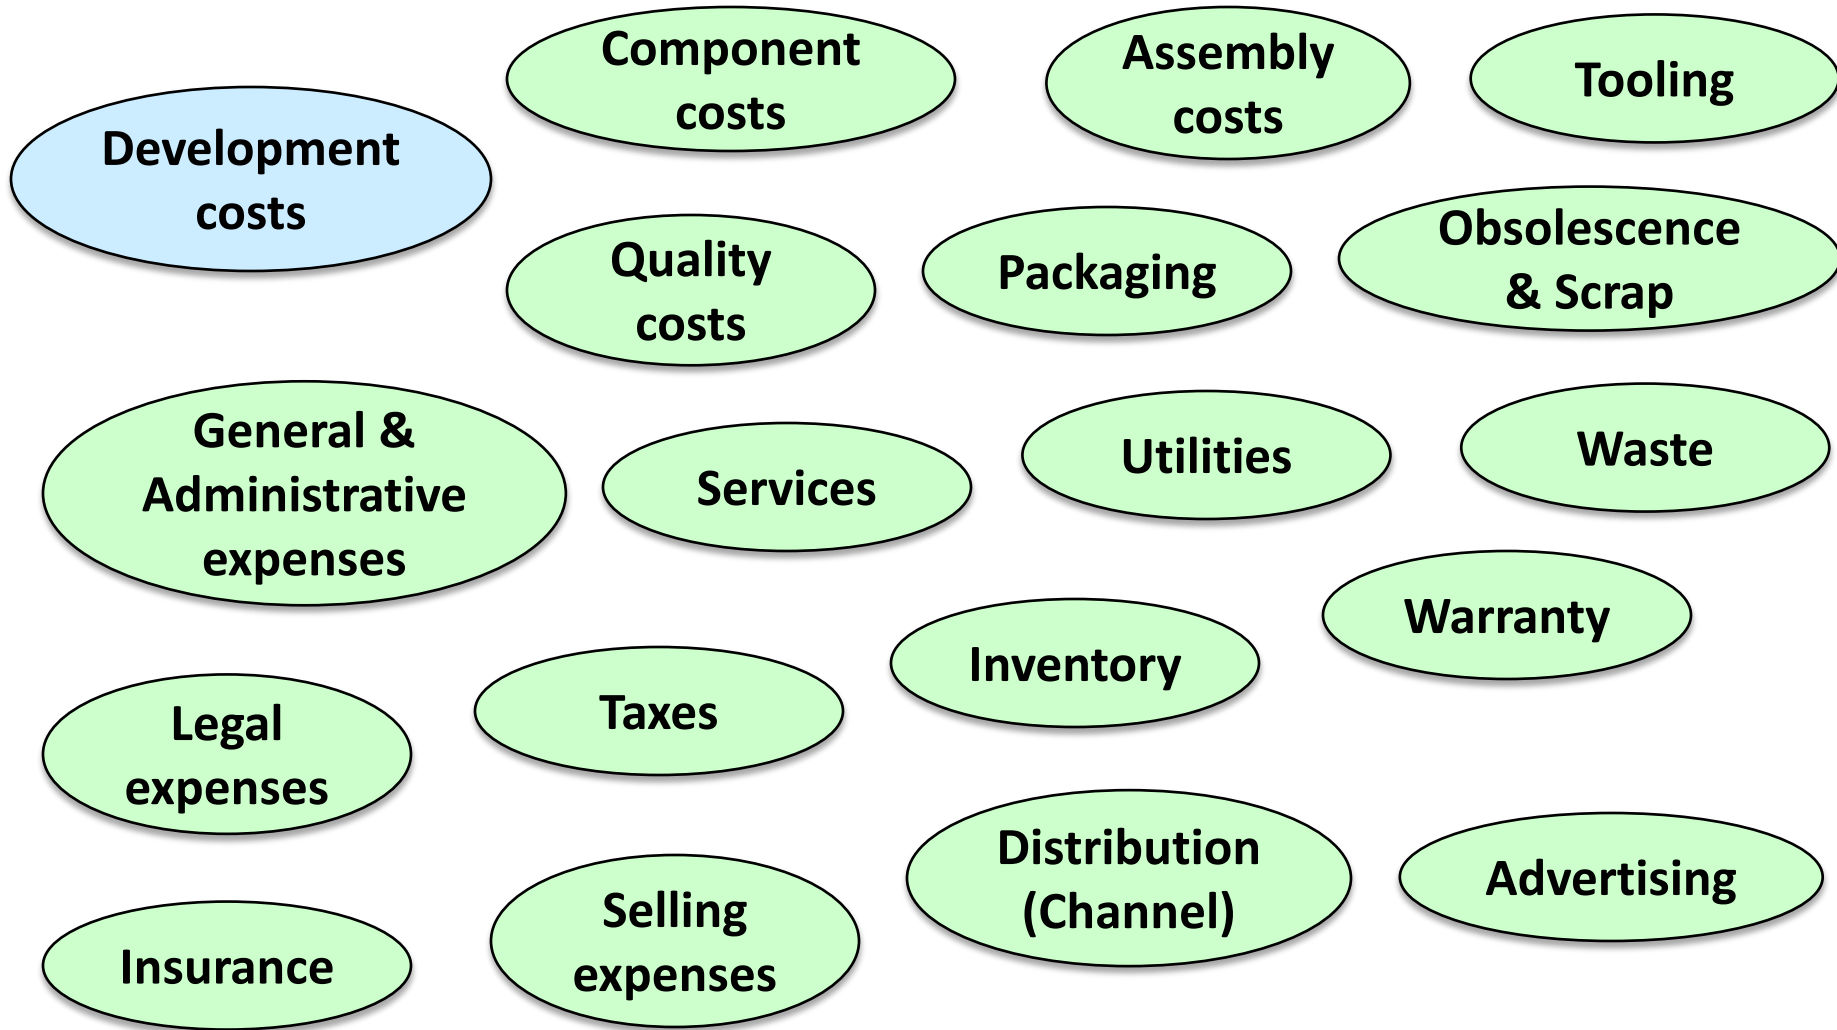 Component
costs
Assembly
costs
Tooling
Development
costs
Quality
costs
Packaging
Obsolescence
& Scrap
General &
Administrative
expenses
Services
Utilities
Waste
Warranty
Inventory
Taxes
Legal
expenses
Distribution
(Channel)
Advertising
Selling
expenses
Insurance